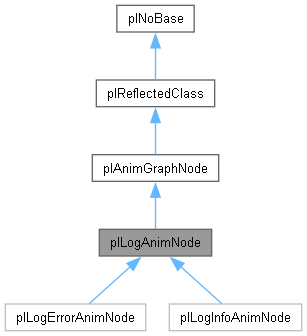 plNoBase
plReflectedClass
plAnimGraphNode
plLogAnimNode
plLogErrorAnimNode
plLogInfoAnimNode